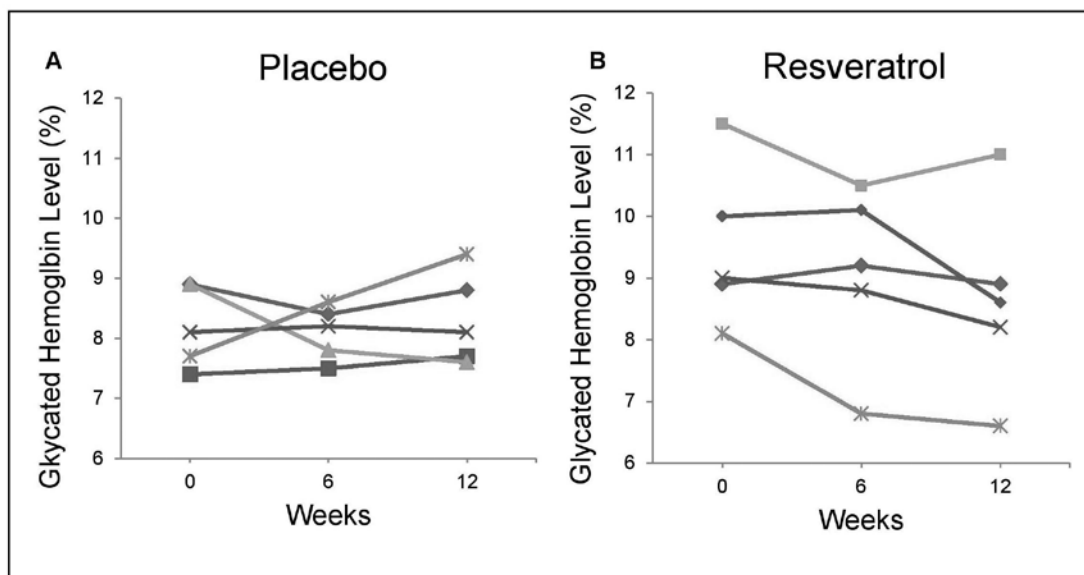 A
Placebo
Gkycated Hemoglbin Level (%)
12
11
10
9
8
7
6
0 6 12
Weeks
B
Resveratrol
Glycated Hemoglobin Level (%)
12
11
10
9
8
7
6
0 6 12
Weeks